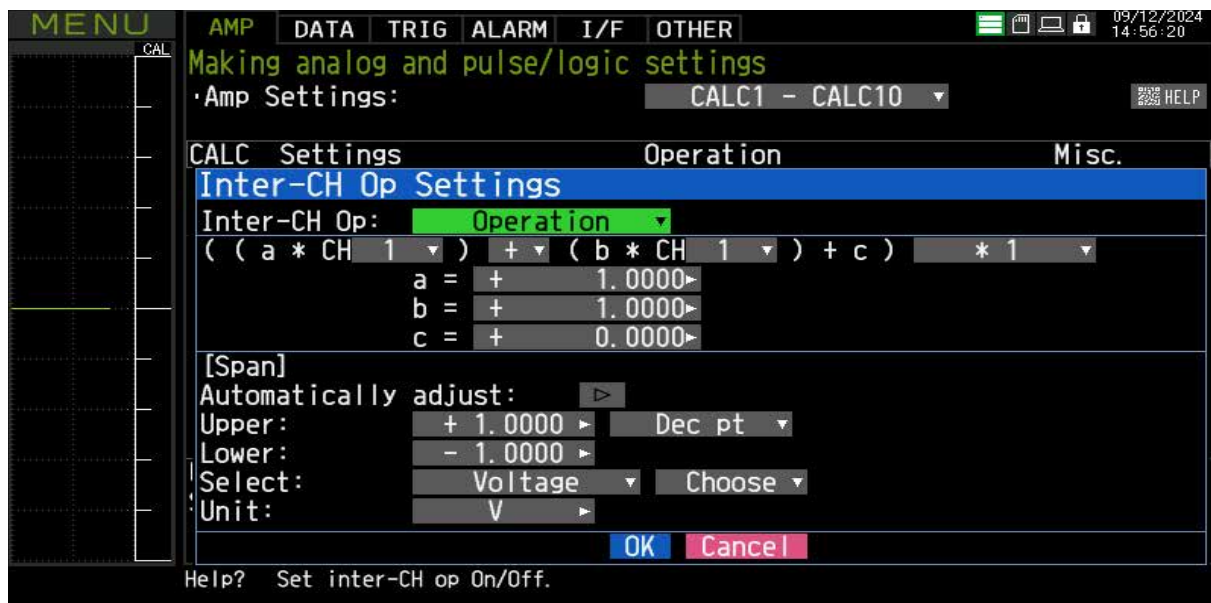 MENU AMP DATA TRIG ALARM I/F OTHER 09/12/2024
14:56:20
CAL
Making analog and pulse/logic settings
·Amp Settings: CALC1 - CALC10 HELP
CALC Settings Operation Misc.
Inter-CH Op Settings
Inter-CH Op: Operation
( ( a * CH 1 ) + ( b * CH 1 ) + c ) * 1
a = + 1.0000
b = + 1.0000
c = + 0.0000
[Span]
Automatically adjust:
Upper: + 1.0000 Dec pt
Lower: - 1.0000
Select: Voltage Choose
Unit: V
OK Cancel
Help? Set inter-CH op On/Off.